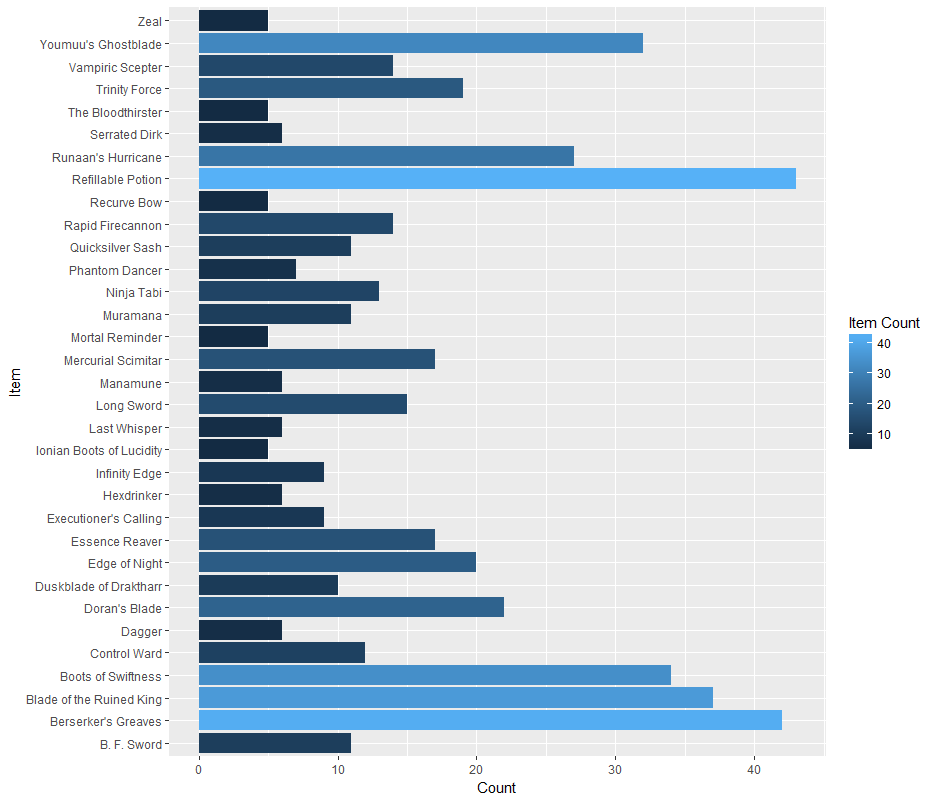 Zeal
Youmuu's Ghostblade
Vampiric Scepter
Trinity Force
The Bloodthirster
Serrated Dirk
Runaan's Hurricane
Refillable Potion
Recurve Bow
Rapid Firecannon
Quicksilver Sash
Phantom Dancer
Ninja Tabi
Muramana
Mortal Reminder
Mercurial Scimitar
Manamune
Long Sword
Last Whisper
Ionian Boots of Lucidity
Infinity Edge
Hexdrinker
Executioner's Calling
Essence Reaver
Edge of Night
Duskblade of Draktharr
Doran's Blade
Dagger
Control Ward
Boots of Swiftness
Blade of the Ruined King
Berserker's Greaves
B. F. Sword
Item
0 10 20 30 40
Count
Item Count
40
30
20
10